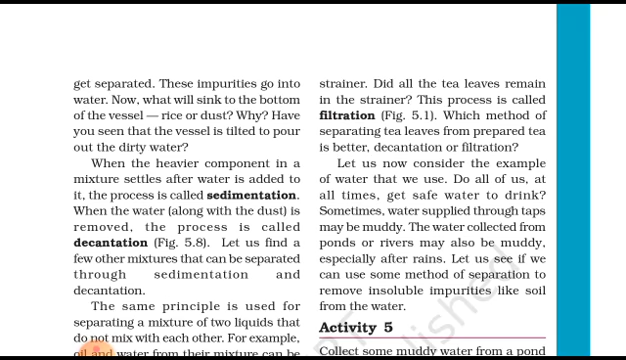 get separated. These impurities go into
water. Now, what will sink to the bottom
of the vessel — rice or dust? Why? Have
you seen that the vessel is tilted to pour
out the dirty water?
When the heavier component in a
mixture settles after water is added to
it, the process is called sedimentation.
When the water (along with the dust) is
removed, the process is called
decantation (Fig. 5.8). Let us find a
few other mixtures that can be separated
through sedimentation and
decantation.
The same principle is used for
separating a mixture of two liquids that
do not mix with each other. For example,
oil and water from their mixture can be
strainer. Did all the tea leaves remain
in the strainer? This process is called
filtration (Fig. 5.1). Which method of
separating tea leaves from prepared tea
is better, decantation or filtration?
Let us now consider the example
of water that we use. Do all of us, at
all times, get safe water to drink?
Sometimes, water supplied through taps
may be muddy. The water collected from
ponds or rivers may also be muddy,
especially after rains. Let us see if we
can use some method of separation to
remove insoluble impurities like soil
from the water.
Activity 5
Collect some muddy water from a pond